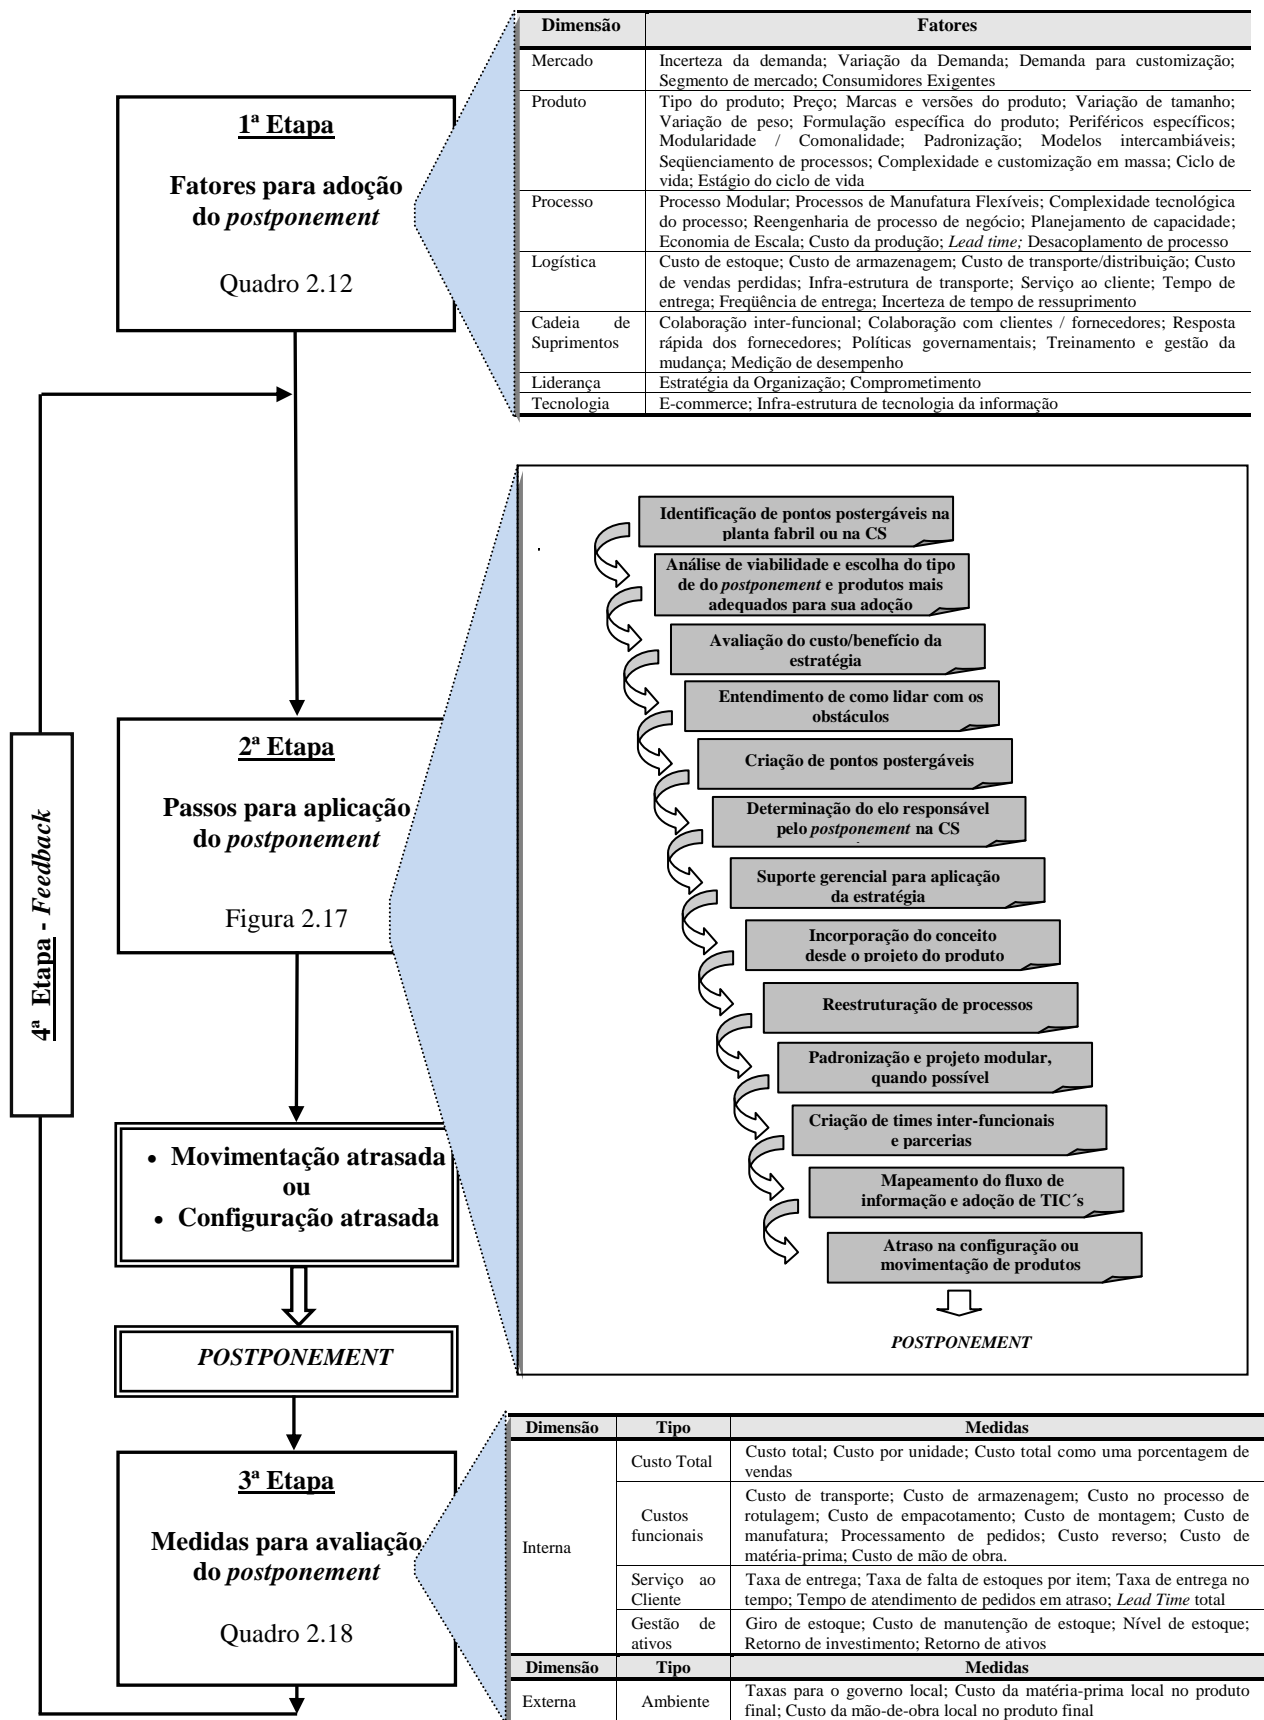 1ª Etapa
Fatores para adoção
do postponement
Quadro 2.12
Dimensão Fatores
Mercado Incerteza da demanda; Variação da Demanda; Demanda para customização;
Segmento de mercado; Consumidores Exigentes
Produto Tipo do produto; Preço; Marcas e versões do produto; Variação de tamanho;
Variação de peso; Formulação específica do produto; Periféricos específicos;
Modularidade / Comonalidade; Padronização; Modelos intercambiáveis;
Seqüenciamento de processos; Complexidade e customização em massa; Ciclo de
vida; Estágio do ciclo de vida
Processo Processo Modular; Processos de Manufatura Flexíveis; Complexidade tecnológica
do processo; Reengenharia de processo de negócio; Planejamento de capacidade;
Economia de Escala; Custo da produção; Lead time; Desacoplamento de processo
Logística Custo de estoque; Custo de armazenagem; Custo de transporte/distribuição; Custo
de vendas perdidas; Infra-estrutura de transporte; Serviço ao cliente; Tempo de
entrega; Freqüência de entrega; Incerteza de tempo de ressuprimento
Cadeia de Colaboração inter-funcional; Colaboração com clientes / fornecedores; Resposta
Suprimentos rápida dos fornecedores; Políticas governamentais; Treinamento e gestão da
mudança; Medição de desempenho
Liderança Estratégia da Organização; Comprometimento
Tecnologia E-commerce; Infra-estrutura de tecnologia da informação
2ª Etapa
Passos para aplicação
do postponement
Figura 2.17
Identificação de pontos postergáveis na
planta fabril ou na CS
Análise de viabilidade e escolha do tipo
de do postponement e produtos mais
adequados para sua adoção
Avaliação do custo/benefício da
estratégia
Entendimento de como lidar com os
obstáculos
Criação de pontos postergáveis
Determinação do elo responsável
pelo postponement na CS
Suporte gerencial para aplicação
da estratégia
Incorporação do conceito
desde o projeto do produto
Reestruturação de processos
Padronização e projeto modular,
quando possível
Criação de times inter-funcionais
e parcerias
Mapeamento do fluxo de
informação e adoção de TIC´s
Atraso na configuração ou
movimentação de produtos
POSTPONEMENT
4ª Etapa - Feedback
• Movimentação atrasada
ou
• Configuração atrasada
POSTPONEMENT
3ª Etapa
Medidas para avaliação
do postponement
Quadro 2.18
Dimensão Tipo Medidas
Interna
Custo Total Custo total; Custo por unidade; Custo total como uma porcentagem de
vendas
Custos funcionais Custo de transporte; Custo de armazenagem; Custo no processo de
rotulagem; Custo de empacotamento; Custo de montagem; Custo de
manufatura; Processamento de pedidos; Custo reverso; Custo de
matéria-prima; Custo de mão de obra.
Serviço ao Taxa de entrega; Taxa de falta de estoques por item; Taxa de entrega no
Cliente tempo; Tempo de atendimento de pedidos em atraso; Lead Time total
Gestão de Giro de estoque; Custo de manutenção de estoque; Nível de estoque;
ativos Retorno de investimento; Retorno de ativos
Dimensão Tipo Medidas
Externa Ambiente Taxas para o governo local; Custo da matéria-prima local no produto
final; Custo da mão-de-obra local no produto final